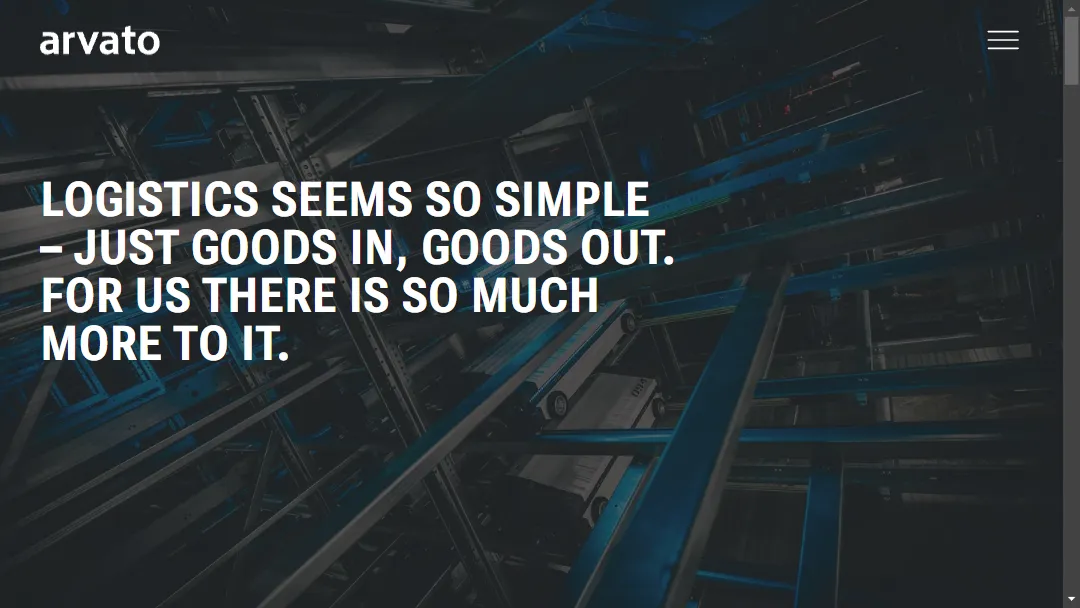 arvato
LOGISTICS SEEMS SO SIMPLE
– JUST GOODS IN, GOODS OUT.
FOR US THERE IS SO MUCH
MORE TO IT.